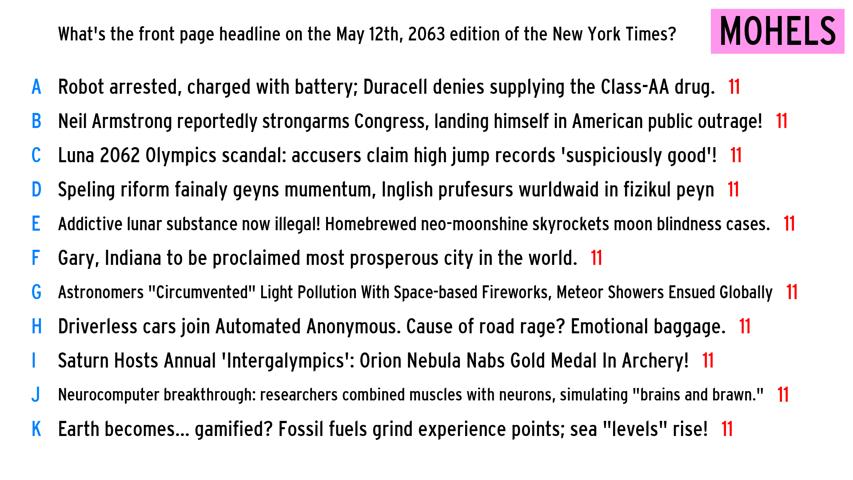 What's the front page headline on the May 12th, 2063 edition of the New York Times?
MOHELS
A Robot arrested, charged with battery; Duracell denies supplying the Class-AA drug. 11
B Neil Armstrong reportedly strongarms Congress, landing himself in American public outrage! 11
C Luna 2062 Olympics scandal: accusers claim high jump records 'suspiciously good'! 11
D Speling riform fainaly geyns mumentum, Inglish prufesurs wurldwaid in fizikul peyn 11
E Addictive lunar substance now illegal! Homebrewed neo-moonshine skyrockets moon blindness cases. 11
F Gary, Indiana to be proclaimed most prosperous city in the world. 11
G Astronomers "Circumvented" Light Pollution With Space-based Fireworks, Meteor Showers Ensued Globally 11
H Driverless cars join Automated Anonymous. Cause of road rage? Emotional baggage. 11
I Saturn Hosts Annual 'Intergalympics': Orion Nebula Nabs Gold Medal In Archery! 11
J Neurocomputer breakthrough: researchers combined muscles with neurons, simulating "brains and brawn." 11
K Earth becomes... gamified? Fossil fuels grind experience points; sea "levels" rise! 11